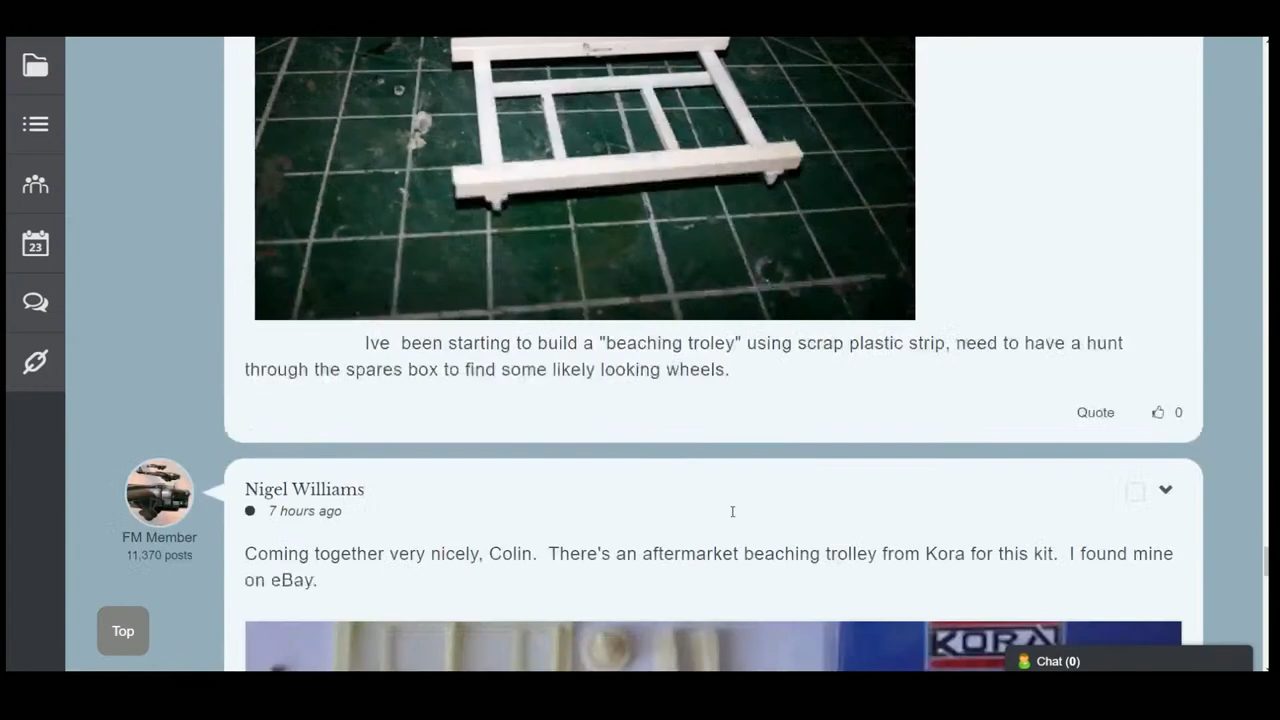 23
Ive been starting to build a "beaching troley" using scrap plastic strip, need to have a hunt
through the spares box to find some likely looking wheels.
Quote 0
Nigel Williams
7 hours ago
FM Member
11,370 posts
Coming together very nicely, Colin. There's an aftermarket beaching trolley from Kora for this kit. I found mine
on eBay.
Top
KORA
Chat (0)